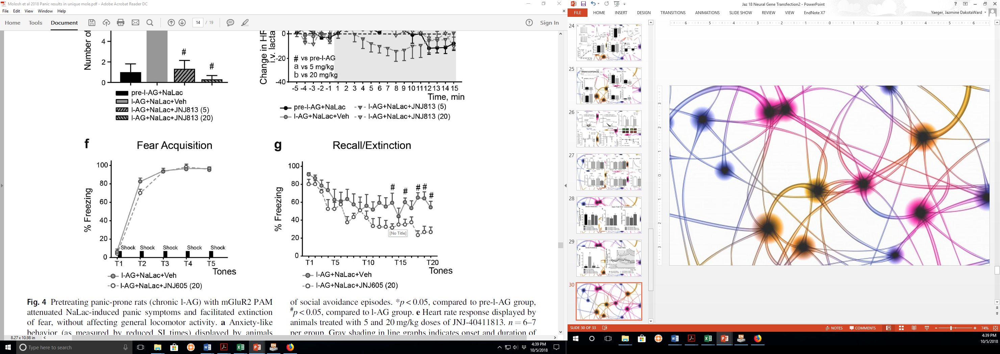 Molosh et al 2018 Panic results in unique mole.pdf - Adobe Acrobat Reader DC
File Edit View Window Help
Home Tools Document 14 / 19 Sign In
Number of
4
2
0
#
#
pre-l-AG+NaLac
l-AG+NaLac+Veh
l-AG+NaLac+JNJ813 (5)
l-AG+NaLac+JNJ813 (20)
Change in HR
i.v. lacta
0
-20
-40
# vs pre-l-AG
a vs 5 mg/kg
b vs 20 mg/kg
-5 -4 -3 -2 -1 1 2 3 4 5 6 7 8 9 10 11 12 13 14 15
Time, min
pre-l-AG+NaLac l-AG+NaLac+JNJ813 (5)
l-AG+NaLac+Veh l-AG+NaLac+JNJ813 (20)
f Fear Acquisition
% Freezing
100
80
60
40
20
0
Shock Shock Shock Shock Shock
T1 T2 T3 T4 T5
Tones
l-AG+NaLac+Veh
l-AG+NaLac+JNJ605 (20)
g Recall/Extinction
% Freezing
100
80
60
40
20
0
# # # # #
[No Title]
T1 T5 T10 T15 T20
Tones
l-AG+NaLac+Veh
l-AG+NaLac+JNJ605 (20)
Fig. 4 Pretreating panic-prone rats (chronic l-AG) with mGluR2 PAM
attenuated NaLac-induced panic symptoms and facilitated extinction
of fear, without affecting general locomotor activity. a Anxiety-like
behavior (as measured by reduced SI times) displayed by animals
of social avoidance episodes. *p < 0.05, compared to pre-l-AG group,
#p < 0.05, compared to l-AG group. e Heart rate response displayed by
animals treated with 5 and 20 mg/kg doses of JNJ-40411813. n = 6–7
per group. Gray shading in line graphs indicates onset and duration of
8.27 x 10.98 in
Type here to search
4:39 PM
10/5/2018
Jaz 18 Neural Gene Transfection2 - PowerPoint
FILE HOME INSERT DESIGN TRANSITIONS ANIMATIONS SLIDE SHOW REVIEW VIEW EndNote X7
Yaeger, Jazmine DakotaWard
6 5 4 3 2 1 0 1 2 3 4 5 6
3
2
1
0
1
2
3
24
25
26
27
28
29
30
SLIDE 30 OF 33 NOTES COMMENTS 74%
4:39 PM
10/5/2018